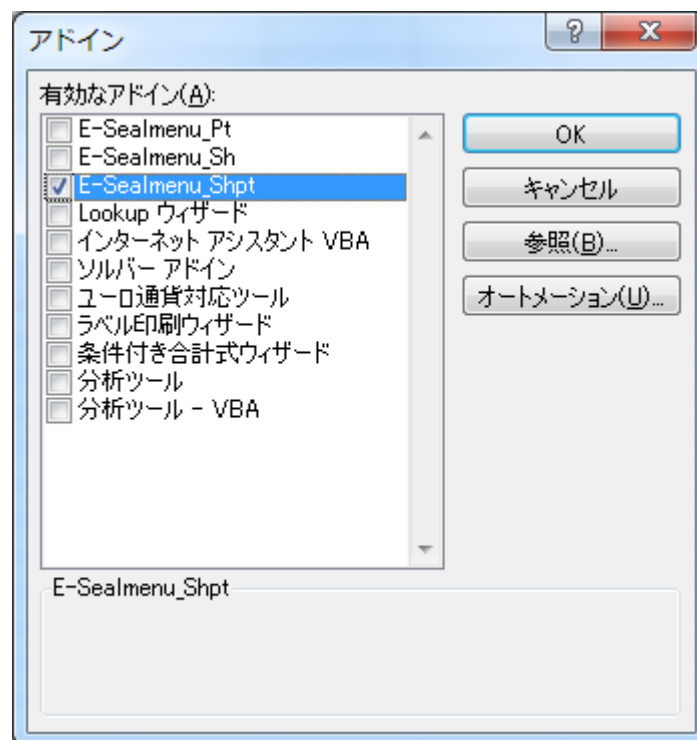 アドイン
有効なアドイン(A):
E-Sealmenu_Pt
E-Sealmenu_Sh
E-Sealmenu_Shpt
Lookup ウィザード
インターネット アシスタント VBA
ソルバー アドイン
ユーロ通貨対応ツール
ラベル印刷ウィザード
条件付き合計式ウィザード
分析ツール
分析ツール - VBA
OK
キャンセル
参照(B)...
オートメーション(U)...
E-Sealmenu_Shpt